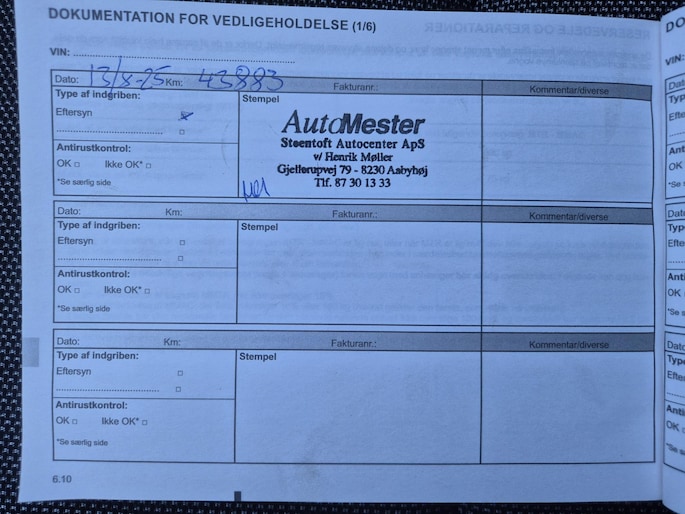 DOKUMENTATION FOR VEDLIGEHOLDELSE (1/6)
VIN: ................................................................
Dato: 13/8-25 Km: 43883 Fakturanr.: Kommentar/diverse
Type af indgriben:
Stempel
Eftersyn x
............................................ □
AutoMester
Steentoft Autocenter ApS
v/ Henrik Møller
Gjellerupvej 79 - 8230 Aabyhøj
Tlf. 87 30 13 33
Antirustkontrol:
OK □ Ikke OK* □
*Se særlig side
Dato: Km: Fakturanr.: Kommentar/diverse
Type af indgriben:
Stempel
Eftersyn □
............................................ □
Antirustkontrol:
OK □ Ikke OK* □
*Se særlig side
Dato: Km: Fakturanr.: Kommentar/diverse
Type af indgriben:
Stempel
Eftersyn □
............................................ □
Antirustkontrol:
OK □ Ikke OK* □
*Se særlig side
6.10